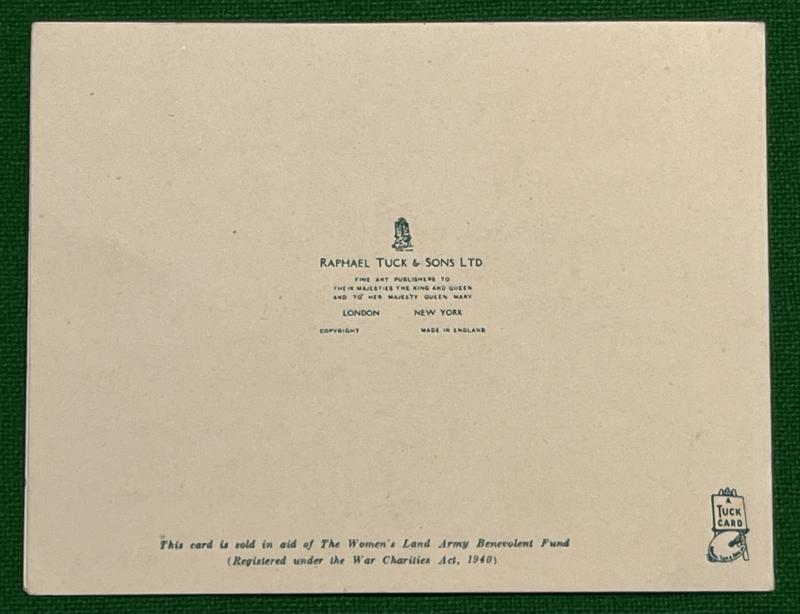 RAPHAEL TUCK & SONS LTD
FINE ART PUBLISHERS TO
THEIR MAJESTIES THE KING AND QUEEN
AND TO HER MAJESTY QUEEN MARY
LONDON NEW YORK
COPYRIGHT MADE IN ENGLAND
A
TUCK
CARD
This card is sold in aid of The Women's Land Army Benevolent Fund
(Registered under the War Charities Act, 1940)